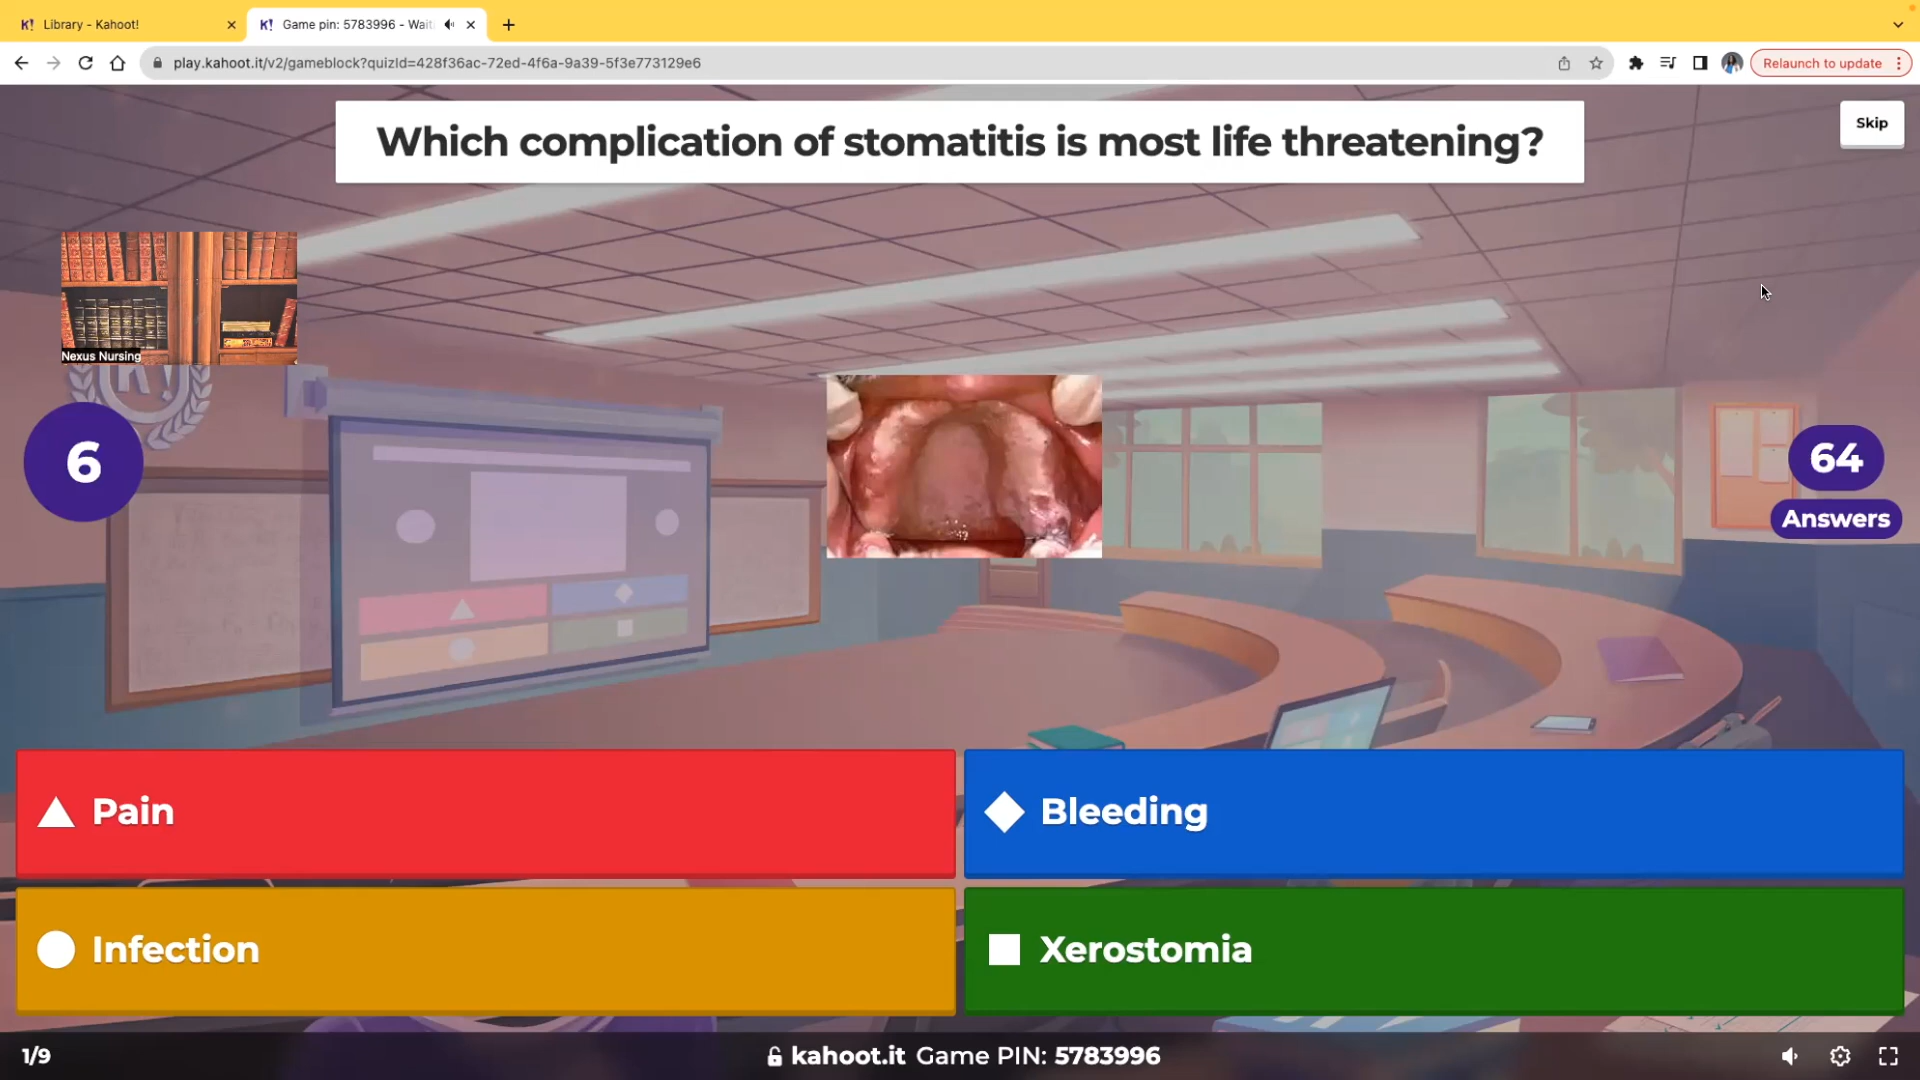 Library - Kahoot!
Game pin: 5783996 - Wait
play.kahoot.it/v2/gameblock?quizId=428f36ac-72ed-4f6a-9a39-5f3e773129e6
Relaunch to update
Which complication of stomatitis is most life threatening?
Skip
Nexus Nursing
6
64
Answers
Pain
Bleeding
Infection
Xerostomia
1/9
kahoot.it Game PIN: 5783996